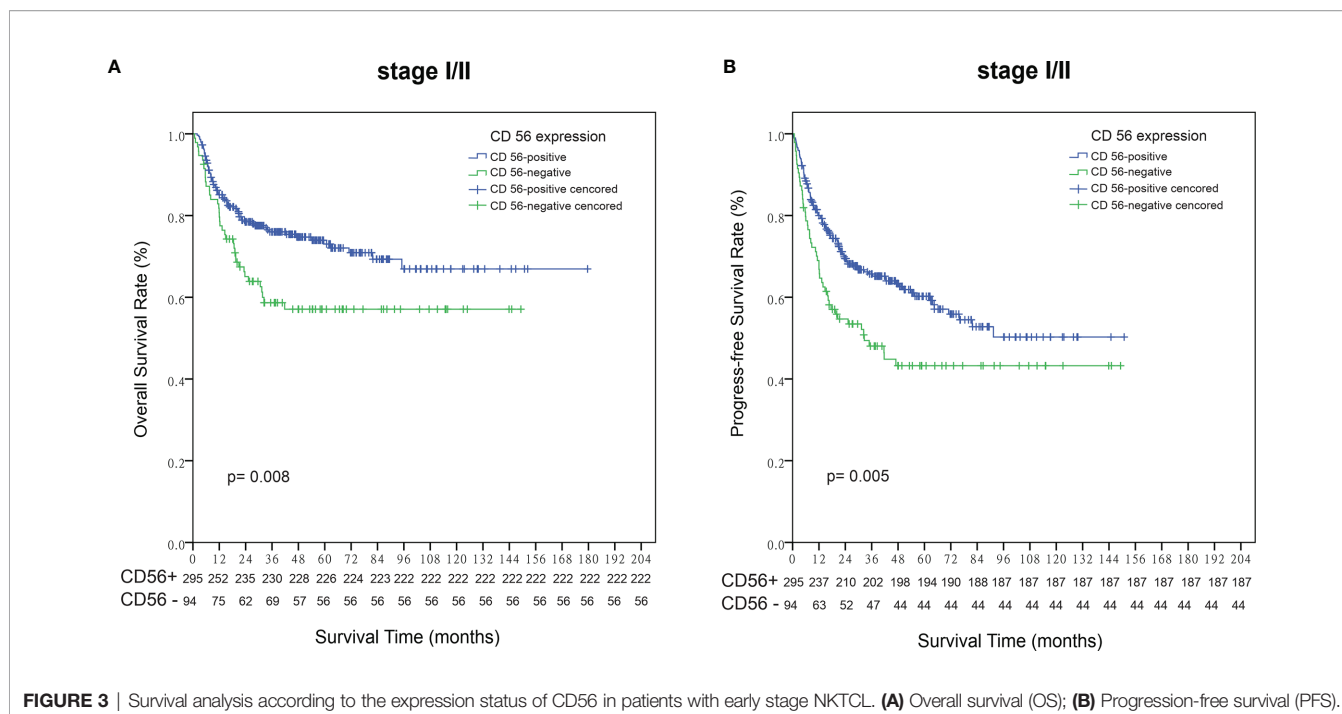 A
stage I/II
CD 56 expression
CD 56-positive
CD 56-negative
CD 56-positive cencored
CD 56-negative cencored
Overall Survival Rate (%)
1.0
0.8
0.6
0.4
0.2
0.0
p= 0.008
0 12 24 36 48 60 72 84 96 108 120 132 144 156 168 180 192 204
CD56+ 295 252 235 230 228 226 224 223 222 222 222 222 222 222 222 222 222 222
CD56 - 94 75 62 69 57 56 56 56 56 56 56 56 56 56 56 56 56 56
Survival Time (months)
B
stage I/II
CD 56 expression
CD 56-positive
CD 56-negative
CD 56-positive cencored
CD 56-negative cencored
Progress-free Survival Rate (%)
1.0
0.8
0.6
0.4
0.2
0.0
p= 0.005
0 12 24 36 48 60 72 84 96 108 120 132 144 156 168 180 192 204
CD56+ 295 237 210 202 198 194 190 188 187 187 187 187 187 187 187 187 187 187
CD56 - 94 63 52 47 44 44 44 44 44 44 44 44 44 44 44 44 44 44
Survival Time (months)
FIGURE 3 | Survival analysis according to the expression status of CD56 in patients with early stage NKTCL. (A) Overall survival (OS); (B) Progression-free survival (PFS).